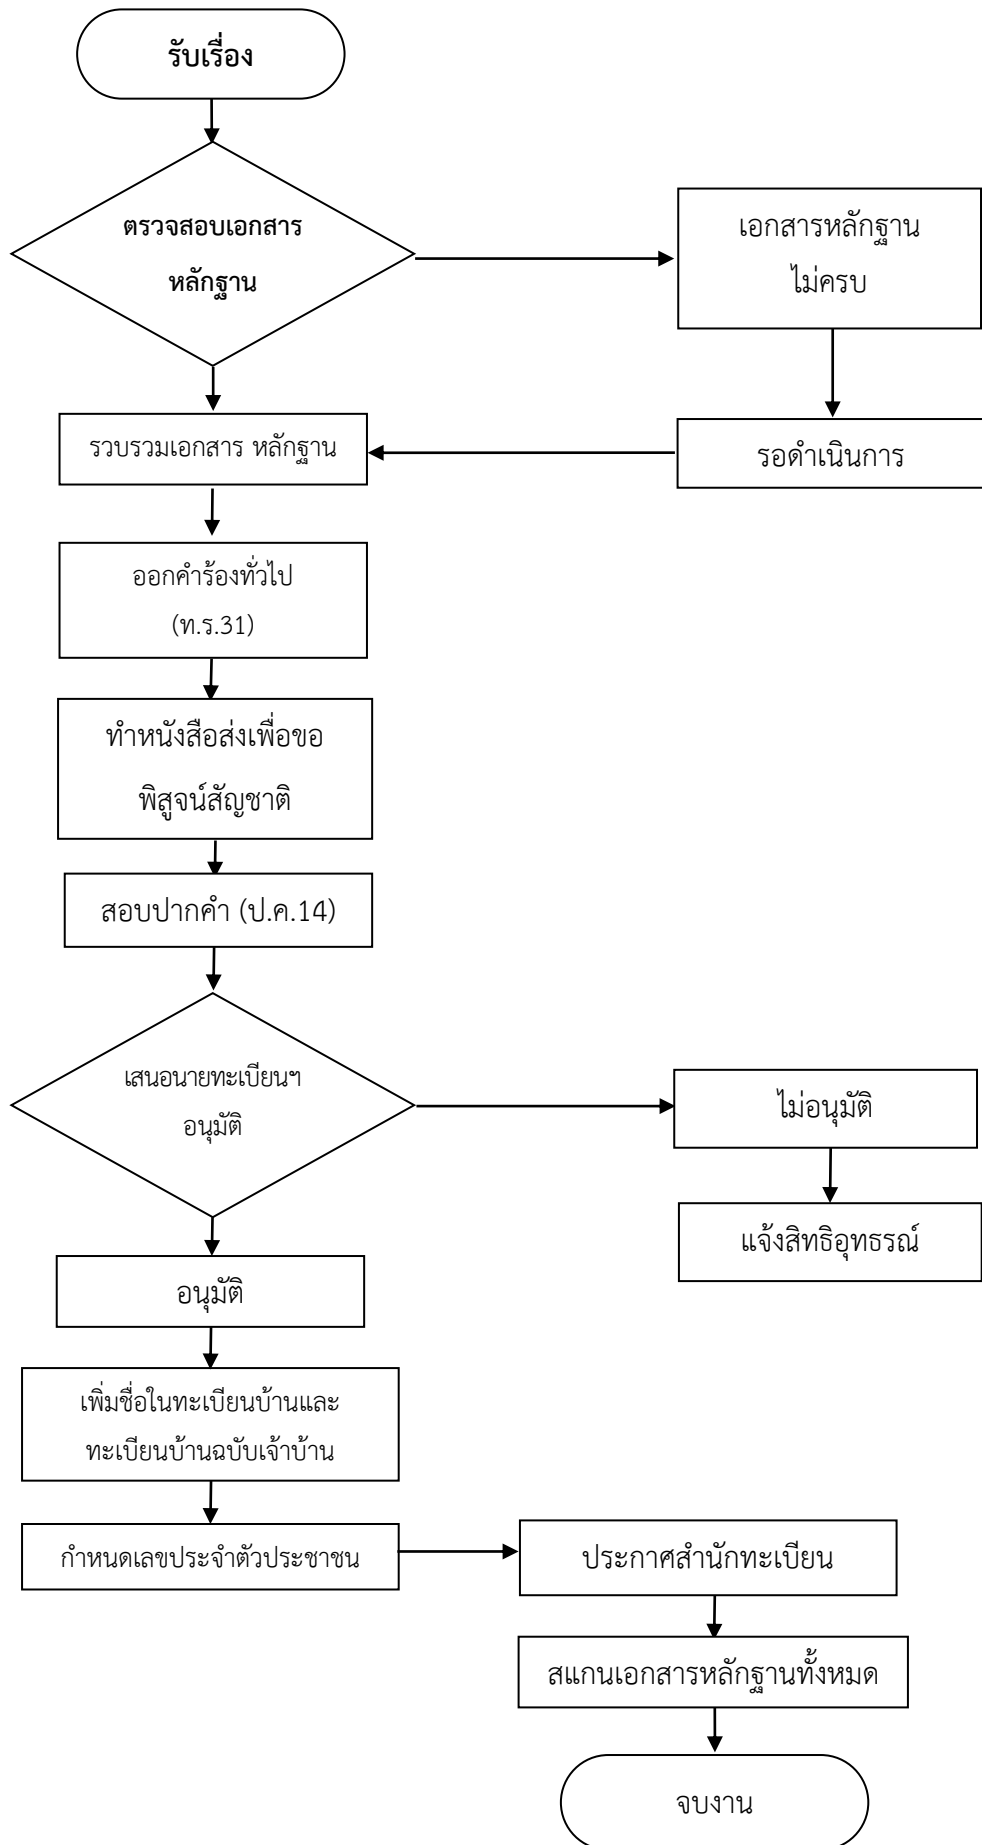 รับเรื่อง
ตรวจสอบเอกสาร
หลักฐาน
เอกสารหลักฐาน
ไม่ครบ
รวบรวมเอกสาร หลักฐาน
รอดำเนินการ
ออกคำร้องทั่วไป
(ท.ร.31)
ทำหนังสือส่งเพื่อขอ
พิสูจน์สัญชาติ
สอบปากคำ (ป.ค.14)
เสนอนายทะเบียนฯ
อนุมัติ
ไม่อนุมัติ
แจ้งสิทธิอุทธรณ์
อนุมัติ
เพิ่มชื่อในทะเบียนบ้านและ
ทะเบียนบ้านฉบับเจ้าบ้าน
กำหนดเลขประจำตัวประชาชน
ประกาศสำนักทะเบียน
สแกนเอกสารหลักฐานทั้งหมด
จบงาน